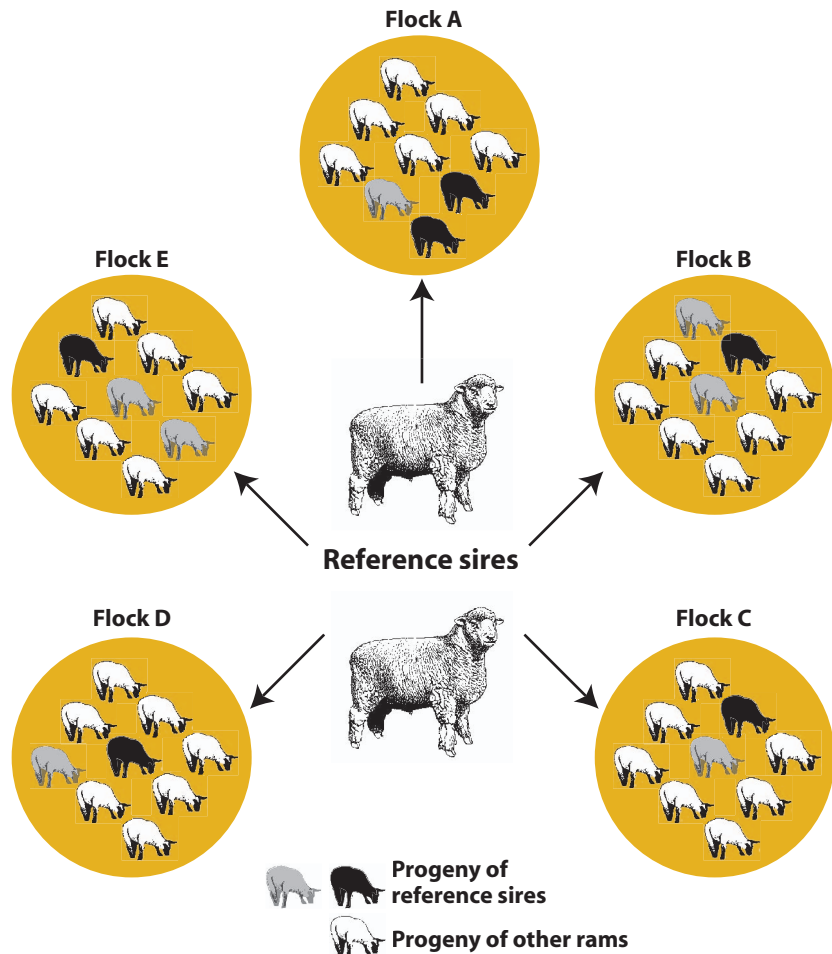 Flock A
Flock E
Flock B
Reference sires
Flock D
Flock C
Progeny of
reference sires
Progeny of other rams